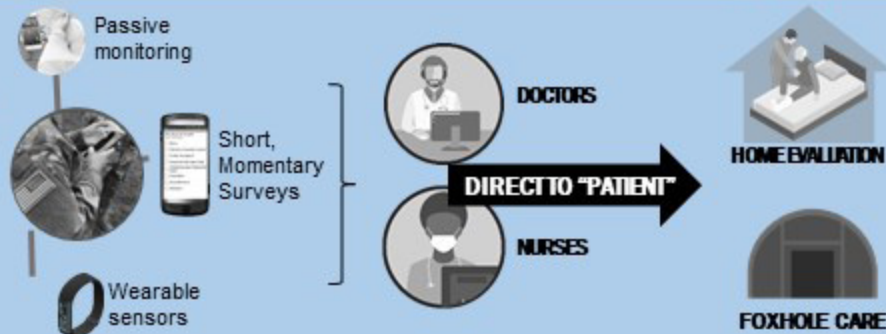 Passive
monitoring
Short,
Momentary
Surveys
Wearable
sensors
DOCTORS
DIRECT TO "PATIENT"
NURSES
HOME EVALUATION
FOXHOLE CARE